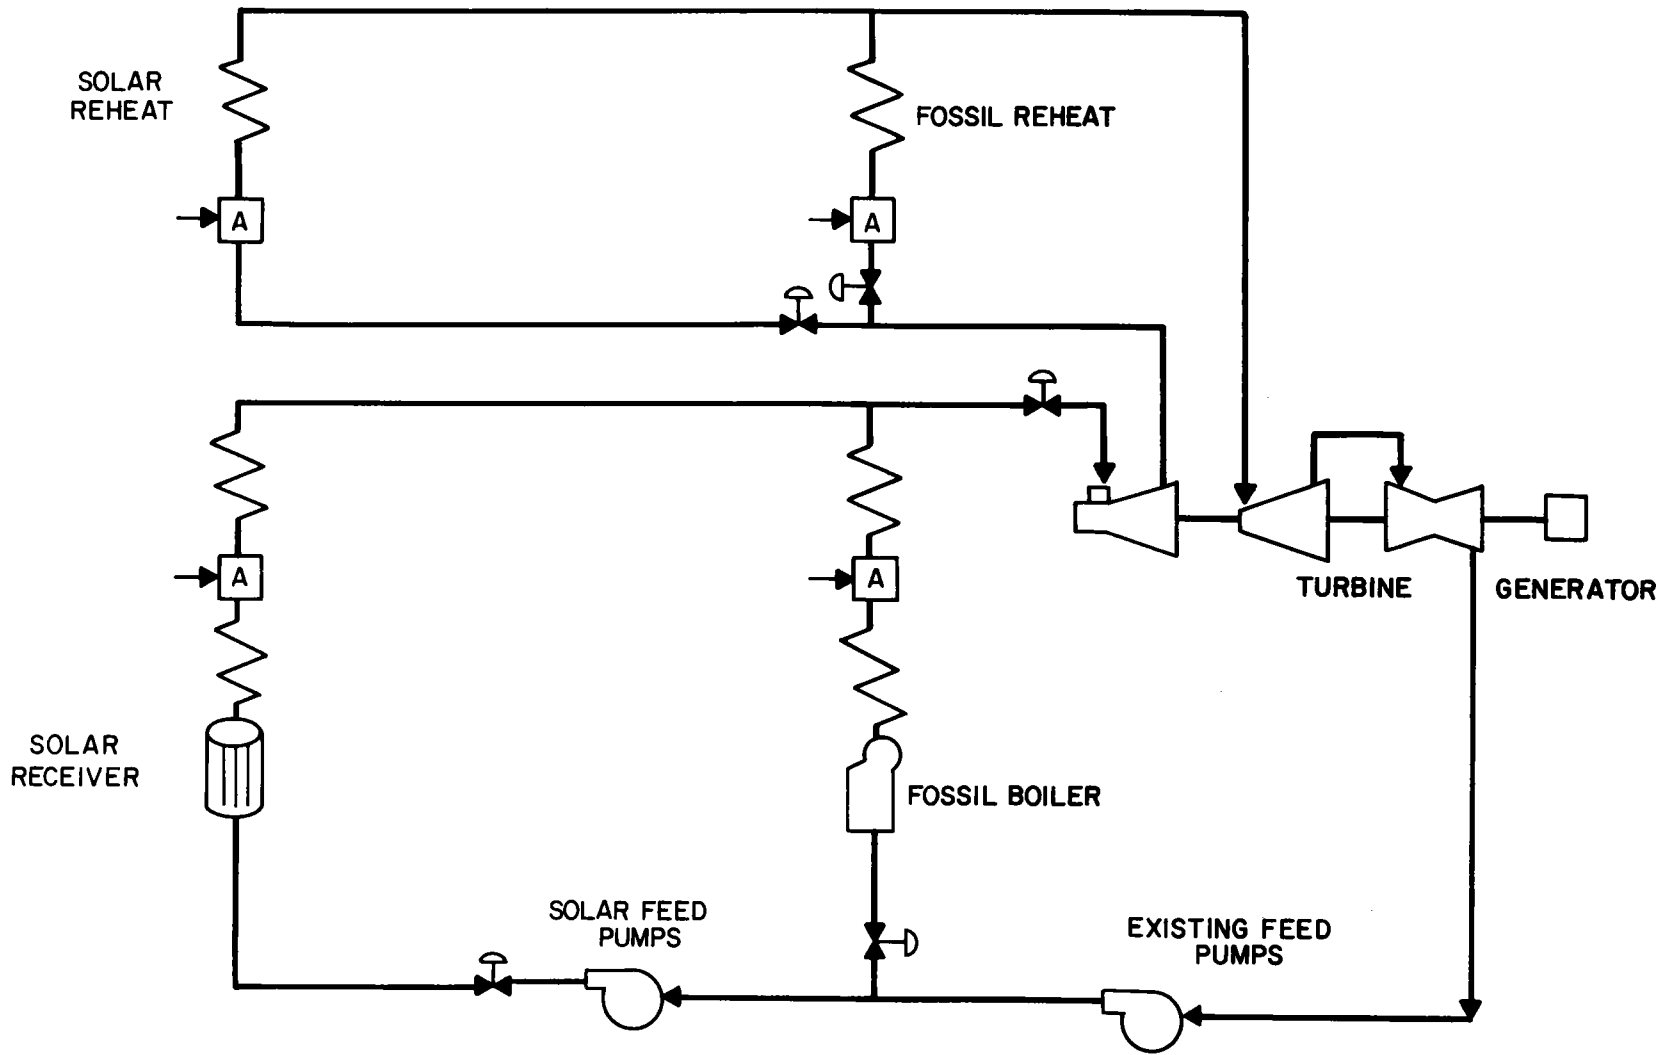 SOLAR
REHEAT
FOSSIL REHEAT
A
A
TURBINE
GENERATOR
A
A
SOLAR
RECEIVER
FOSSIL BOILER
SOLAR FEED
PUMPS
EXISTING FEED
PUMPS